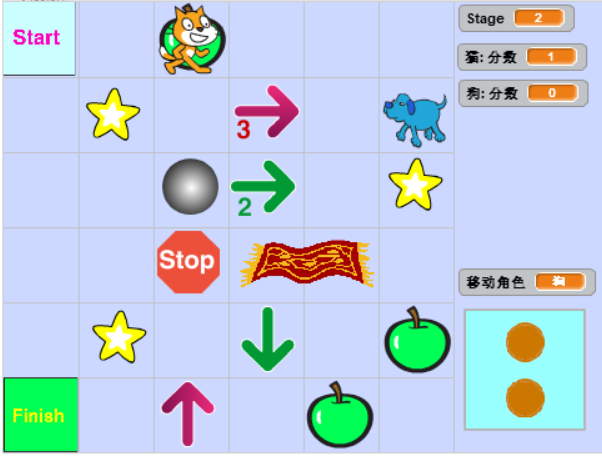 Start
Stage 2
猫: 分数 1
狗: 分数 0
3
2
Stop
移动角色 狗
Finish